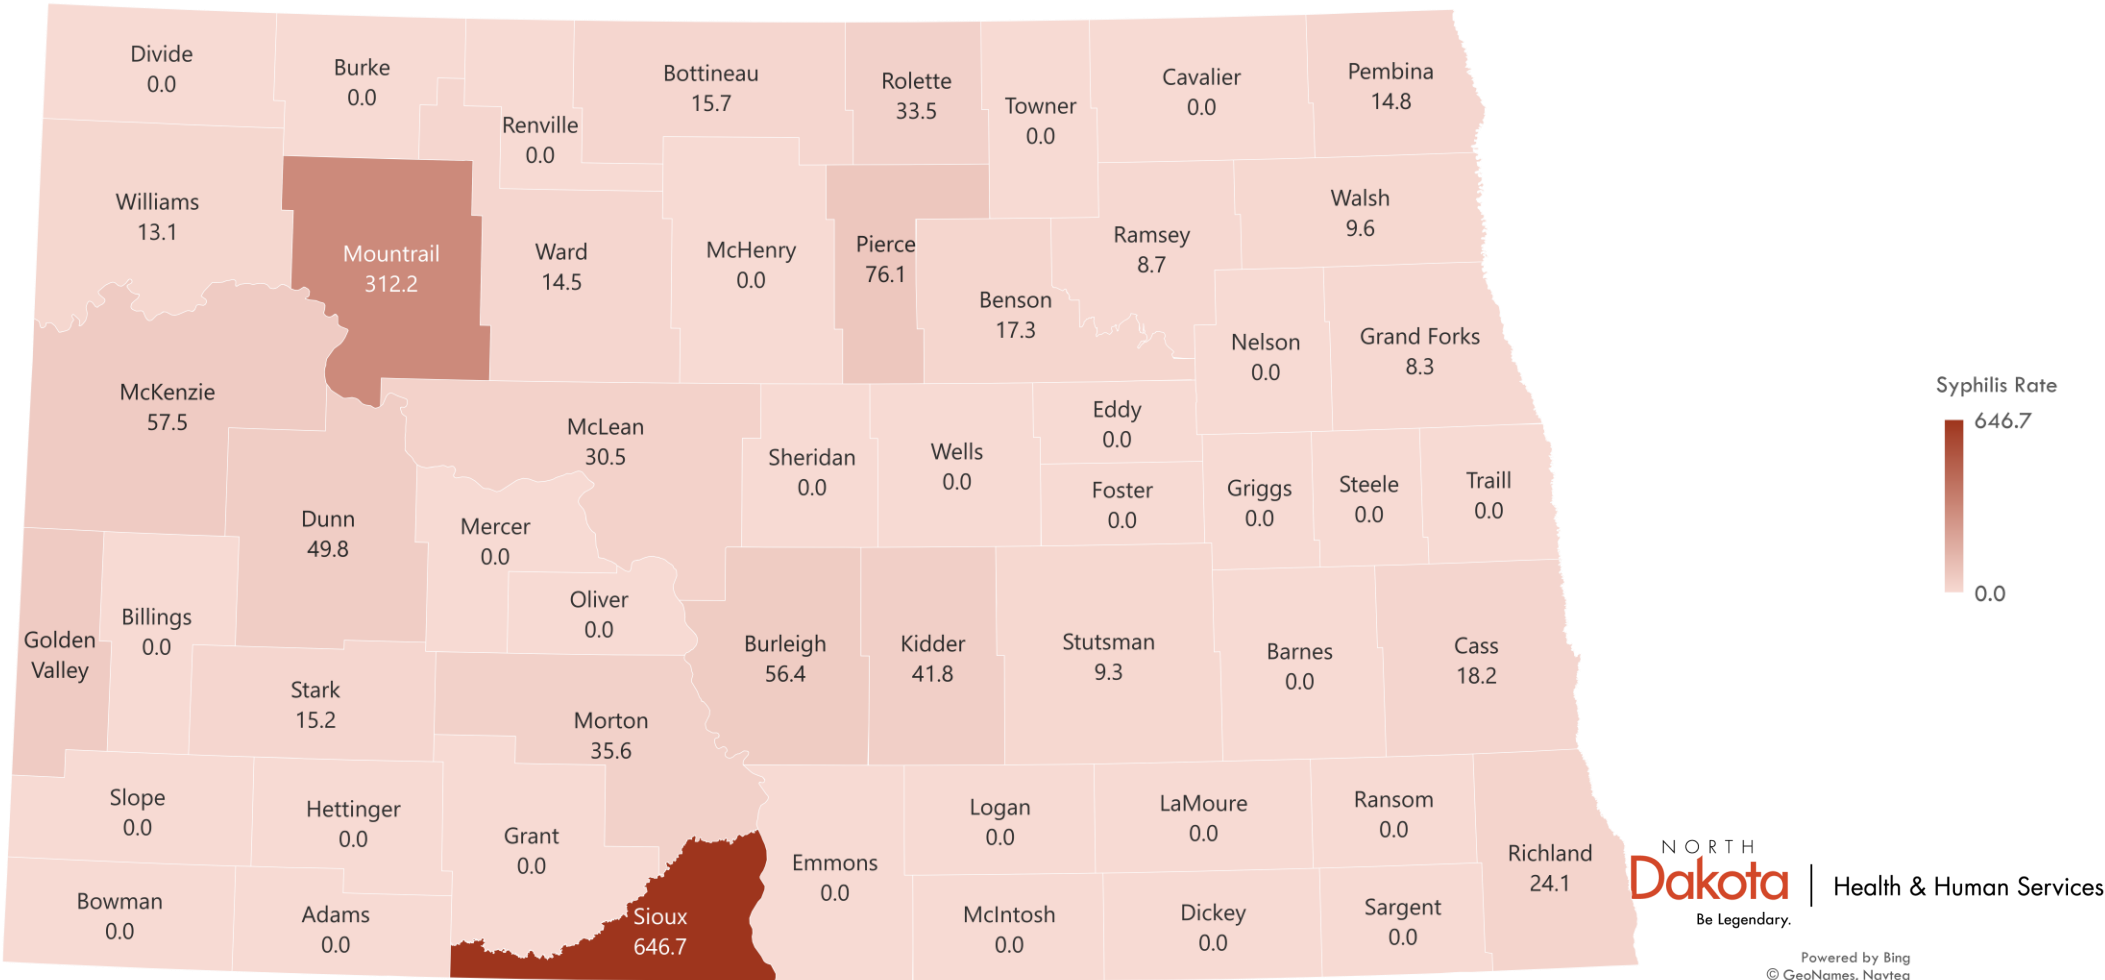 Divide
0.0
Burke
0.0
Renville
0.0
Bottineau
15.7
Rolette
33.5
Towner
0.0
Cavalier
0.0
Pembina
14.8
Williams
13.1
Mountrail
312.2
Ward
14.5
McHenry
0.0
Pierce
76.1
Benson
17.3
Ramsey
8.7
Walsh
9.6
Nelson
0.0
Grand Forks
8.3
McKenzie
57.5
Dunn
49.8
McLean
30.5
Mercer
0.0
Oliver
0.0
Sheridan
0.0
Wells
0.0
Eddy
0.0
Foster
0.0
Griggs
0.0
Steele
0.0
Traill
0.0
Golden
Valley
Billings
0.0
Stark
15.2
Morton
35.6
Burleigh
56.4
Kidder
41.8
Stutsman
9.3
Barnes
0.0
Cass
18.2
Slope
0.0
Hettinger
0.0
Grant
0.0
Bowman
0.0
Adams
0.0
Sioux
646.7
Emmons
0.0
Logan
0.0
LaMoure
0.0
Ransom
0.0
Richland
24.1
McIntosh
0.0
Dickey
0.0
Sargent
0.0
Syphilis Rate
646.7
0.0
NORTH
Dakota
Be Legendary.
Health & Human Services
Powered by Bing
© GeoNames, Navteq